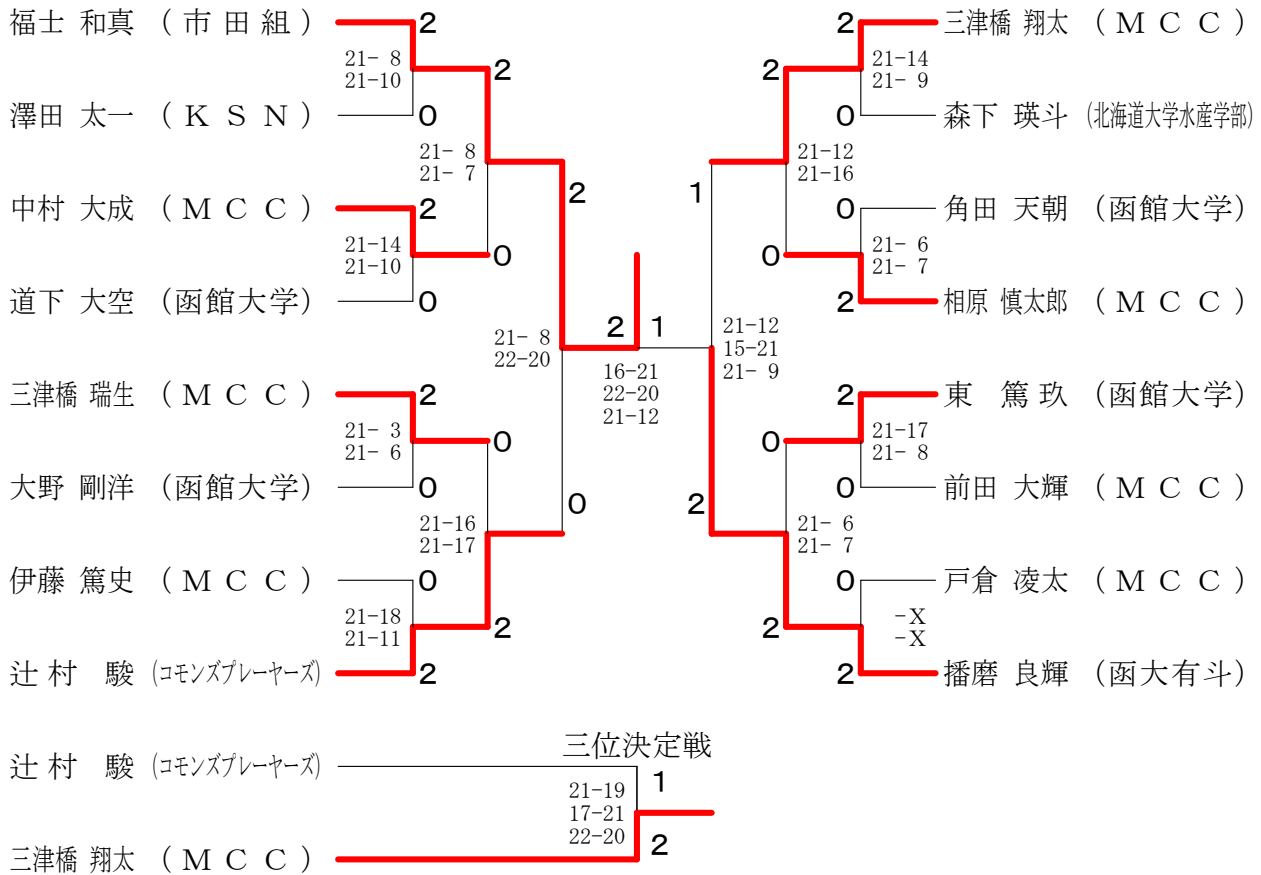 福士 和真 （市田組） 2 2 三津橋 翔太 （ＭＣＣ）
21- 8 2 2 21-14
21-10 21- 9
澤田 太一 （ＫＳＮ） 0 0 森下 瑛斗 （北海道大学水産学部）
21- 8 21-12
21- 7 2 1 21-16
中村 大成 （ＭＣＣ） 2 0 角田 天朝 （函館大学）
21-14 0 0 21- 6
21-10 21- 7
道下 大空 （函館大学） 0 2 相原 慎太郎 （ＭＣＣ）
21- 8 2 1 21-12
22-20 16-21 15-21
22-20 21- 9
21-12
三津橋 瑞生 （ＭＣＣ） 2 2 東 篤玖 （函館大学）
21- 3 0 0 21-17
21- 6 21- 8
大野 剛洋 （函館大学） 0 0 2 0 前田 大輝 （ＭＣＣ）
21-16 21- 6
21-17 21- 7
伊藤 篤史 （ＭＣＣ） 0 0 戸倉 凌太 （ＭＣＣ）
21-18 2 2 -X
21-11 -X
辻村 駿 （コモンズプレーヤーズ） 2 2 播磨 良輝 （函大有斗）
三位決定戦
辻村 駿 （コモンズプレーヤーズ） 1
21-19
17-21
22-20
三津橋 翔太 （ＭＣＣ） 2